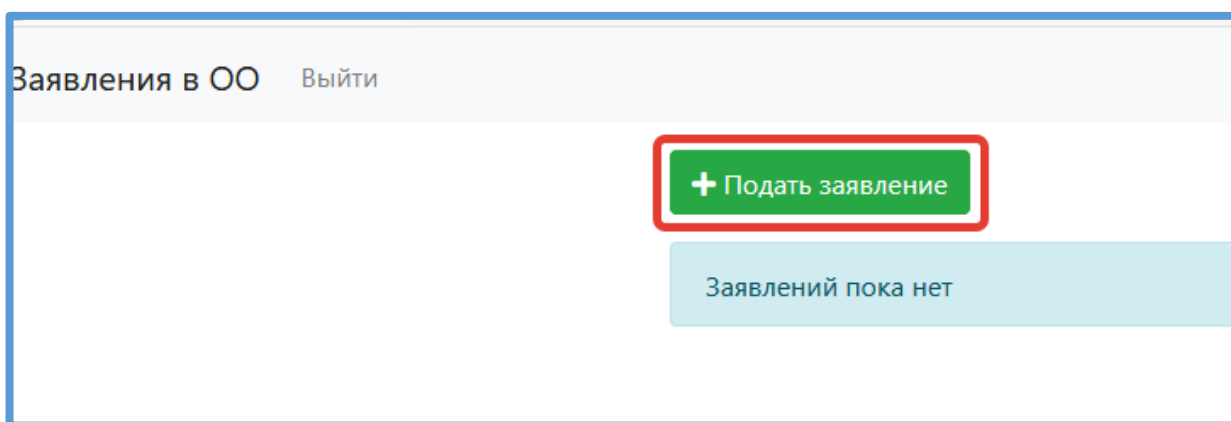 Заявления в ОО Выйти
+ Подать заявление
Заявлений пока нет